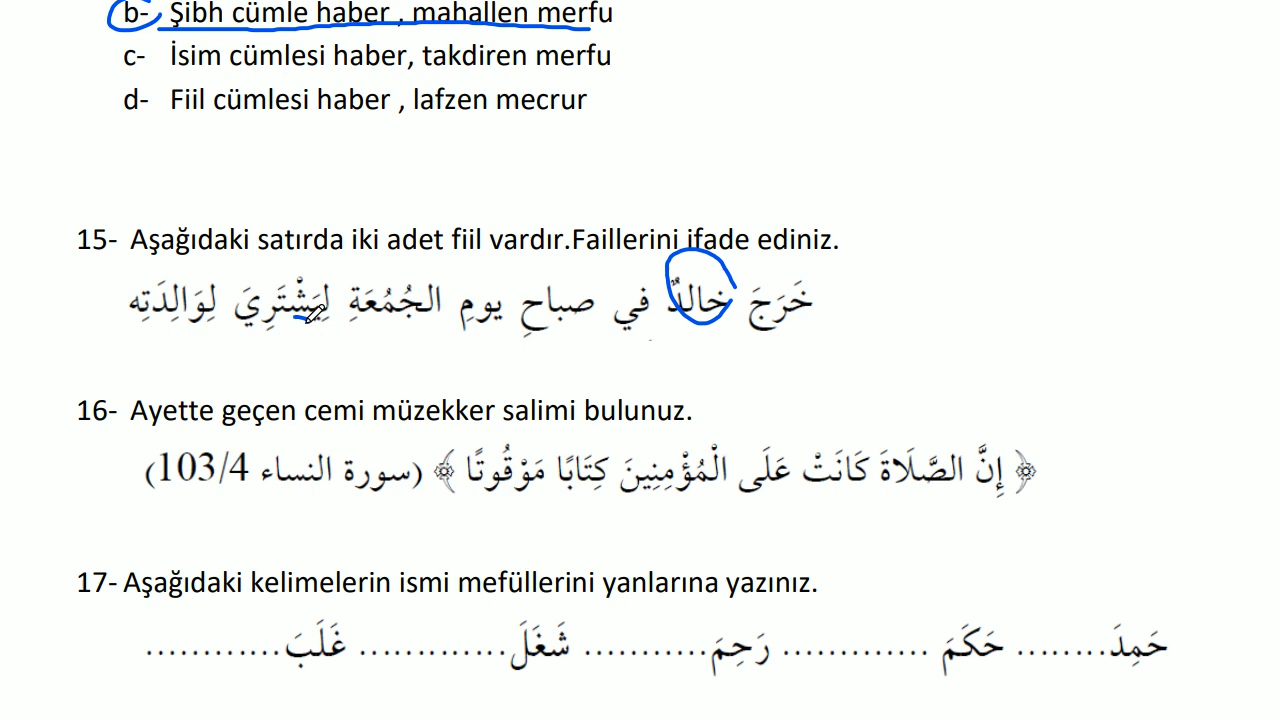 b- Şibh cümle haber , mahallen merfu
c- İsim cümlesi haber, takdiren merfu
d- Fiil cümlesi haber , lafzen mecrur
15- Aşağıdaki satırda iki adet fiil vardır.Faillerini ifade ediniz.
خَرَجَ خالدٌ في صباحِ يومِ الجُمُعَةِ لِيَشْتَرِيَ لِوَالِدَتِه
16- Ayette geçen cemi müzekker salimi bulunuz.
﴿ إِنَّ الصَّلَاةَ كَانَتْ عَلَى الْمُؤْمِنِينَ كِتَابًا مَوْقُوتًا ﴾ (سورة النساء 103/4)
17- Aşağıdaki kelimelerin ismi mefüllerini yanlarına yazınız.
حَمِدَ........ حَكَمَ ............. رَحِمَ........... شَغَلَ............. غَلَبَ............